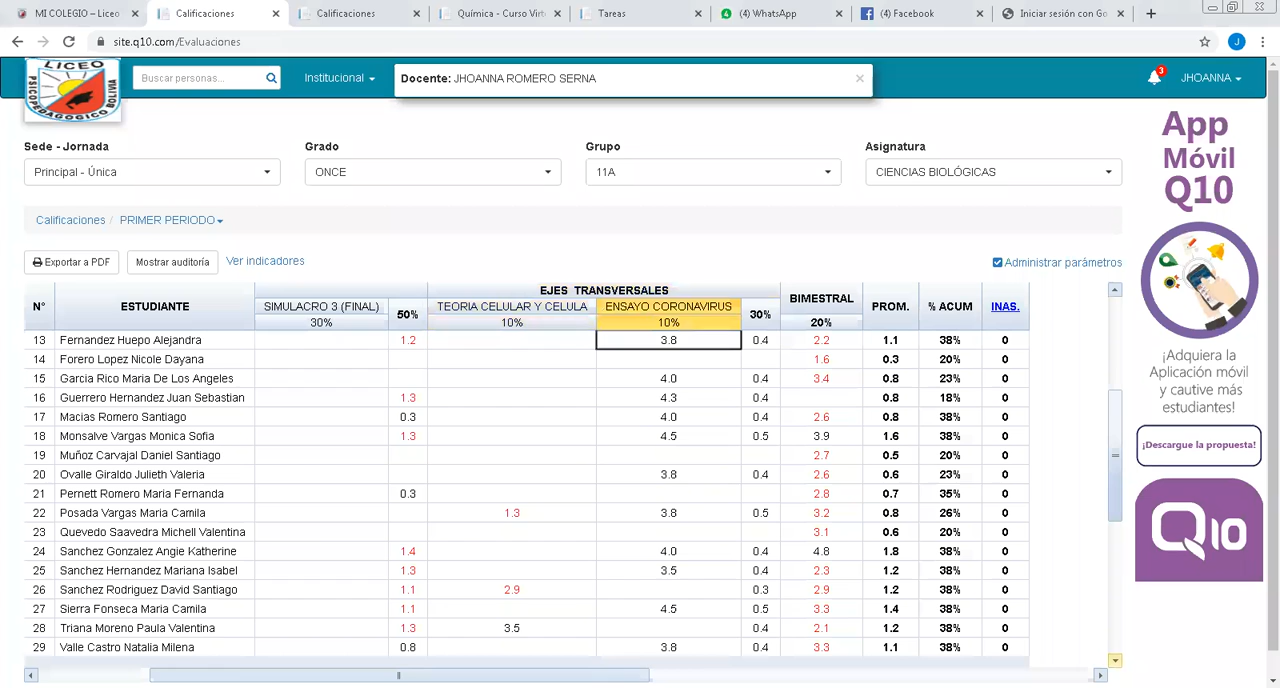 MI COLEGIO – Liceo
Calificaciones
Calificaciones
Química - Curso Virtu
Tareas
(4) WhatsApp
(4) Facebook
Iniciar sesión con Go
site.q10.com/Evaluaciones
J
LICEO
PSICOPEDAGOGICO BOLIVIA
Buscar personas...
Institucional
Docente: JHOANNA ROMERO SERNA
×
3
JHOANNA
Sede - Jornada
Grado
Grupo
Asignatura
Principal - Única
ONCE
11A
CIENCIAS BIOLÓGICAS
Calificaciones / PRIMER PERIODO
Exportar a PDF
Mostrar auditoría
Ver indicadores
Administrar parámetros
EJES TRANSVERSALES
N° ESTUDIANTE SIMULACRO 3 (FINAL) 50% TEORIA CELULAR Y CELULA ENSAYO CORONAVIRUS 30% BIMESTRAL PROM. % ACUM INAS.
30% 10% 10% 20%
13 Fernandez Huepo Alejandra 1.2 3.8 0.4 2.2 1.1 38% 0
14 Forero Lopez Nicole Dayana 1.6 0.3 20% 0
15 Garcia Rico Maria De Los Angeles 4.0 0.4 3.4 0.8 23% 0
16 Guerrero Hernandez Juan Sebastian 1.3 4.3 0.4 0.8 18% 0
17 Macias Romero Santiago 0.3 4.0 0.4 2.6 0.8 38% 0
18 Monsalve Vargas Monica Sofia 1.3 4.5 0.5 3.9 1.6 38% 0
19 Muñoz Carvajal Daniel Santiago 2.7 0.5 20% 0
20 Ovalle Giraldo Julieth Valeria 3.8 0.4 2.6 0.6 23% 0
21 Pernett Romero Maria Fernanda 0.3 2.8 0.7 35% 0
22 Posada Vargas Maria Camila 1.3 3.8 0.5 3.2 0.8 26% 0
23 Quevedo Saavedra Michell Valentina 3.1 0.6 20% 0
24 Sanchez Gonzalez Angie Katherine 1.4 4.0 0.4 4.8 1.8 38% 0
25 Sanchez Hernandez Mariana Isabel 1.3 3.5 0.4 2.3 1.2 38% 0
26 Sanchez Rodriguez David Santiago 1.1 2.9 0.3 2.9 1.2 38% 0
27 Sierra Fonseca Maria Camila 1.1 4.5 0.5 3.3 1.4 38% 0
28 Triana Moreno Paula Valentina 1.3 3.5 0.4 2.1 1.2 38% 0
29 Valle Castro Natalia Milena 0.8 3.8 0.4 3.3 1.1 38% 0
App
Móvil
Q10
¡Adquiera la
Aplicación móvil
y cautive más
estudiantes!
¡Descargue la propuesta!
Q10